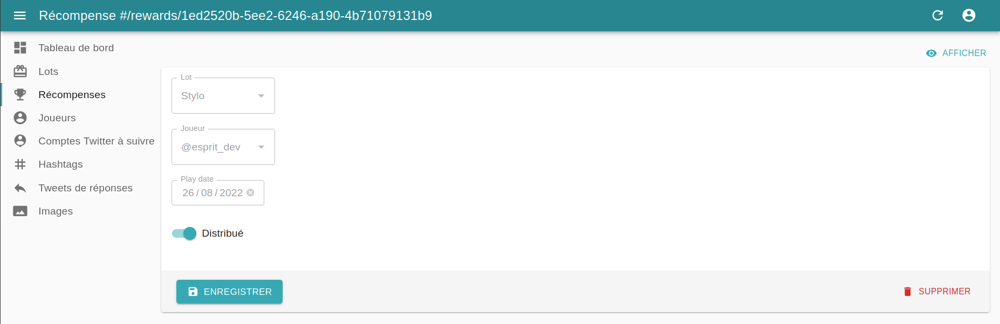 Récompense #/rewards/1ed2520b-5ee2-6246-a190-4b71079131b9
Tableau de bord
Lots
Récompenses
Joueurs
Comptes Twitter à suivre
Hashtags
Tweets de réponses
Images
AFFICHER
Lot
Stylo
Joueur
@esprit_dev
Play date
26/08/2022
Distribué
ENREGISTRER
SUPPRIMER